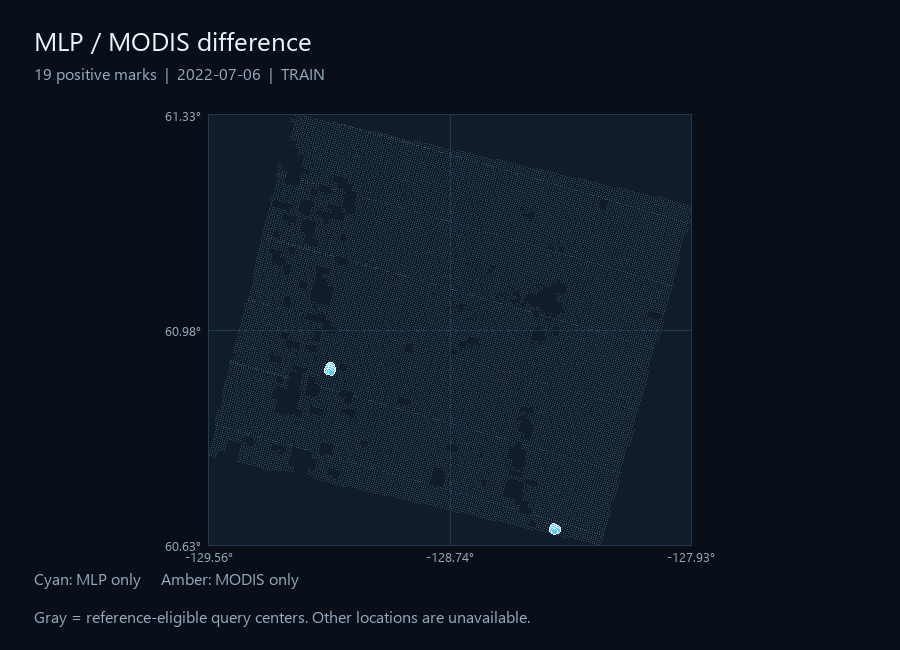 MLP / MODIS difference
19 positive marks | 2022-07-06 | TRAIN
61.33°
60.98°
60.63°
-129.56° -128.74° -127.93°
Cyan: MLP only Amber: MODIS only
Gray = reference-eligible query centers. Other locations are unavailable.